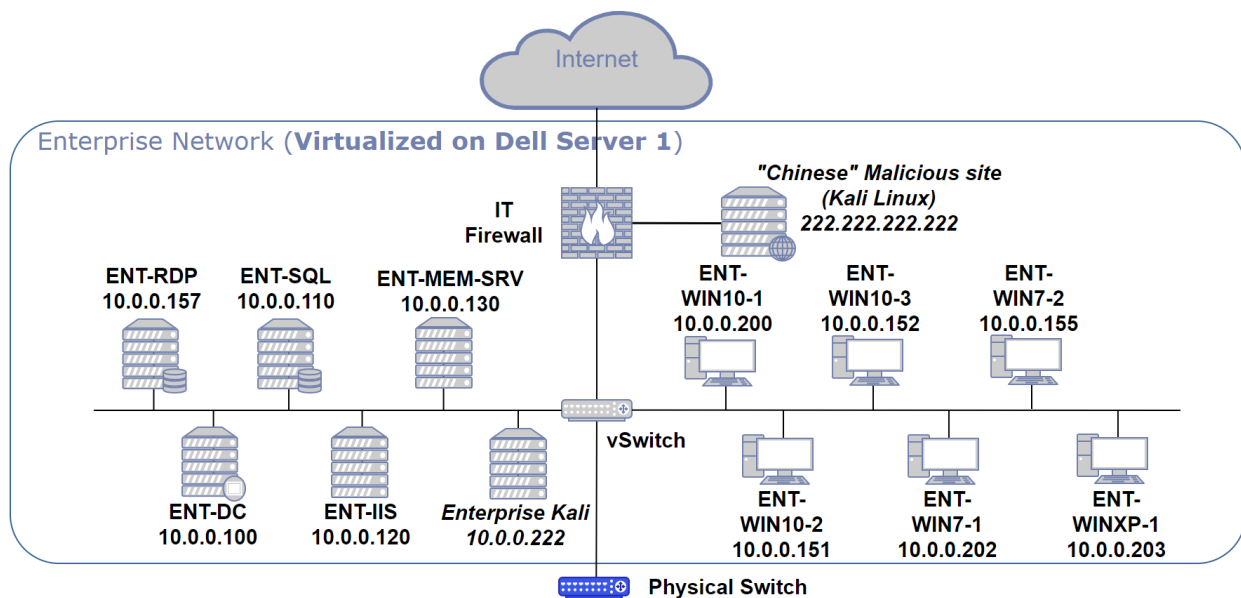 Internet
Enterprise Network (Virtualized on Dell Server 1)
"Chinese" Malicious site
(Kali Linux)
222.222.222.222
IT
Firewall
ENT-RDP
10.0.0.157
ENT-SQL
10.0.0.110
ENT-MEM-SRV
10.0.0.130
ENT-
WIN10-1
10.0.0.200
ENT-
WIN10-3
10.0.0.152
ENT-
WIN7-2
10.0.0.155
vSwitch
ENT-DC
10.0.0.100
ENT-IIS
10.0.0.120
Enterprise Kali
10.0.0.222
ENT-
WIN10-2
10.0.0.151
ENT-
WIN7-1
10.0.0.202
ENT-
WINXP-1
10.0.0.203
Physical Switch